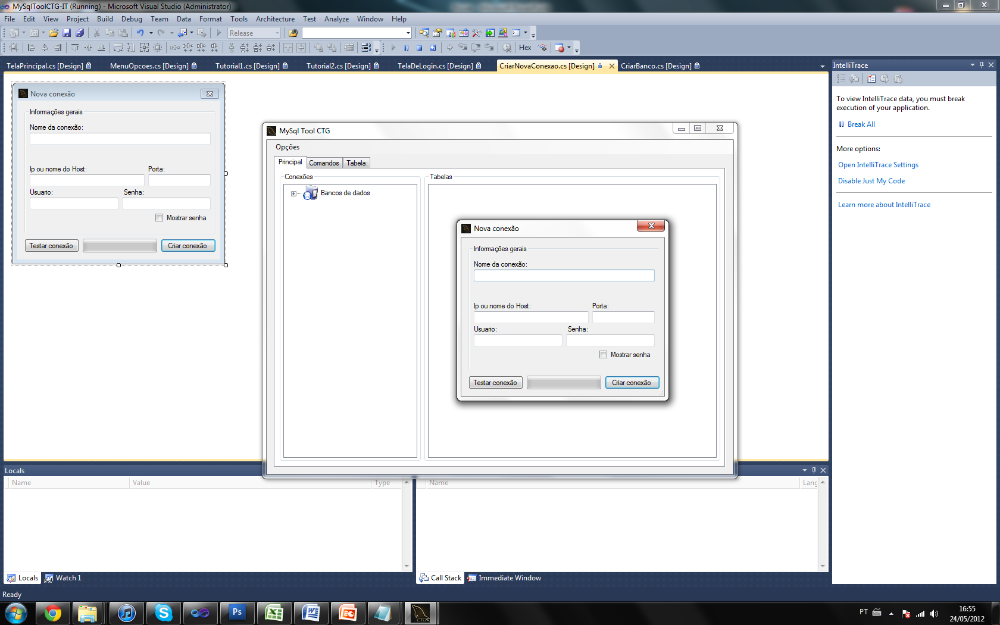 MySqlToolCTG-IT (Running) - Microsoft Visual Studio (Administrator)
File Edit View Project Build Debug Team Data Format Tools Architecture Test Analyze Window Help
Release
Hex
TelaPrincipal.cs [Design] MenuOpcoes.cs [Design] Tutorial1.cs [Design] Tutorial2.cs [Design] TelaDeLogin.cs [Design] CriarNovaConexao.cs [Design] CriarBanco.cs [Design]
Nova conexão
Informações gerais
Nome da conexão:
Ip ou nome do Host: Porta:
Usuario: Senha:
Mostrar senha
Testar conexão Criar conexão
MySql Tool CTG
Opções
Principal Comandos Tabela:
Conexões Tabelas
Bancos de dados
Nova conexão
Informações gerais
Nome da conexão:
Ip ou nome do Host: Porta:
Usuario: Senha:
Mostrar senha
Testar conexão Criar conexão
IntelliTrace
To view IntelliTrace data, you must break
execution of your application.
Break All
More options:
Open IntelliTrace Settings
Disable Just My Code
Learn more about IntelliTrace
Locals
Name Value Type
Name Lang
Locals Watch 1
Call Stack Immediate Window
Ready
Ps
CTG
PT
16:55
24/05/2012